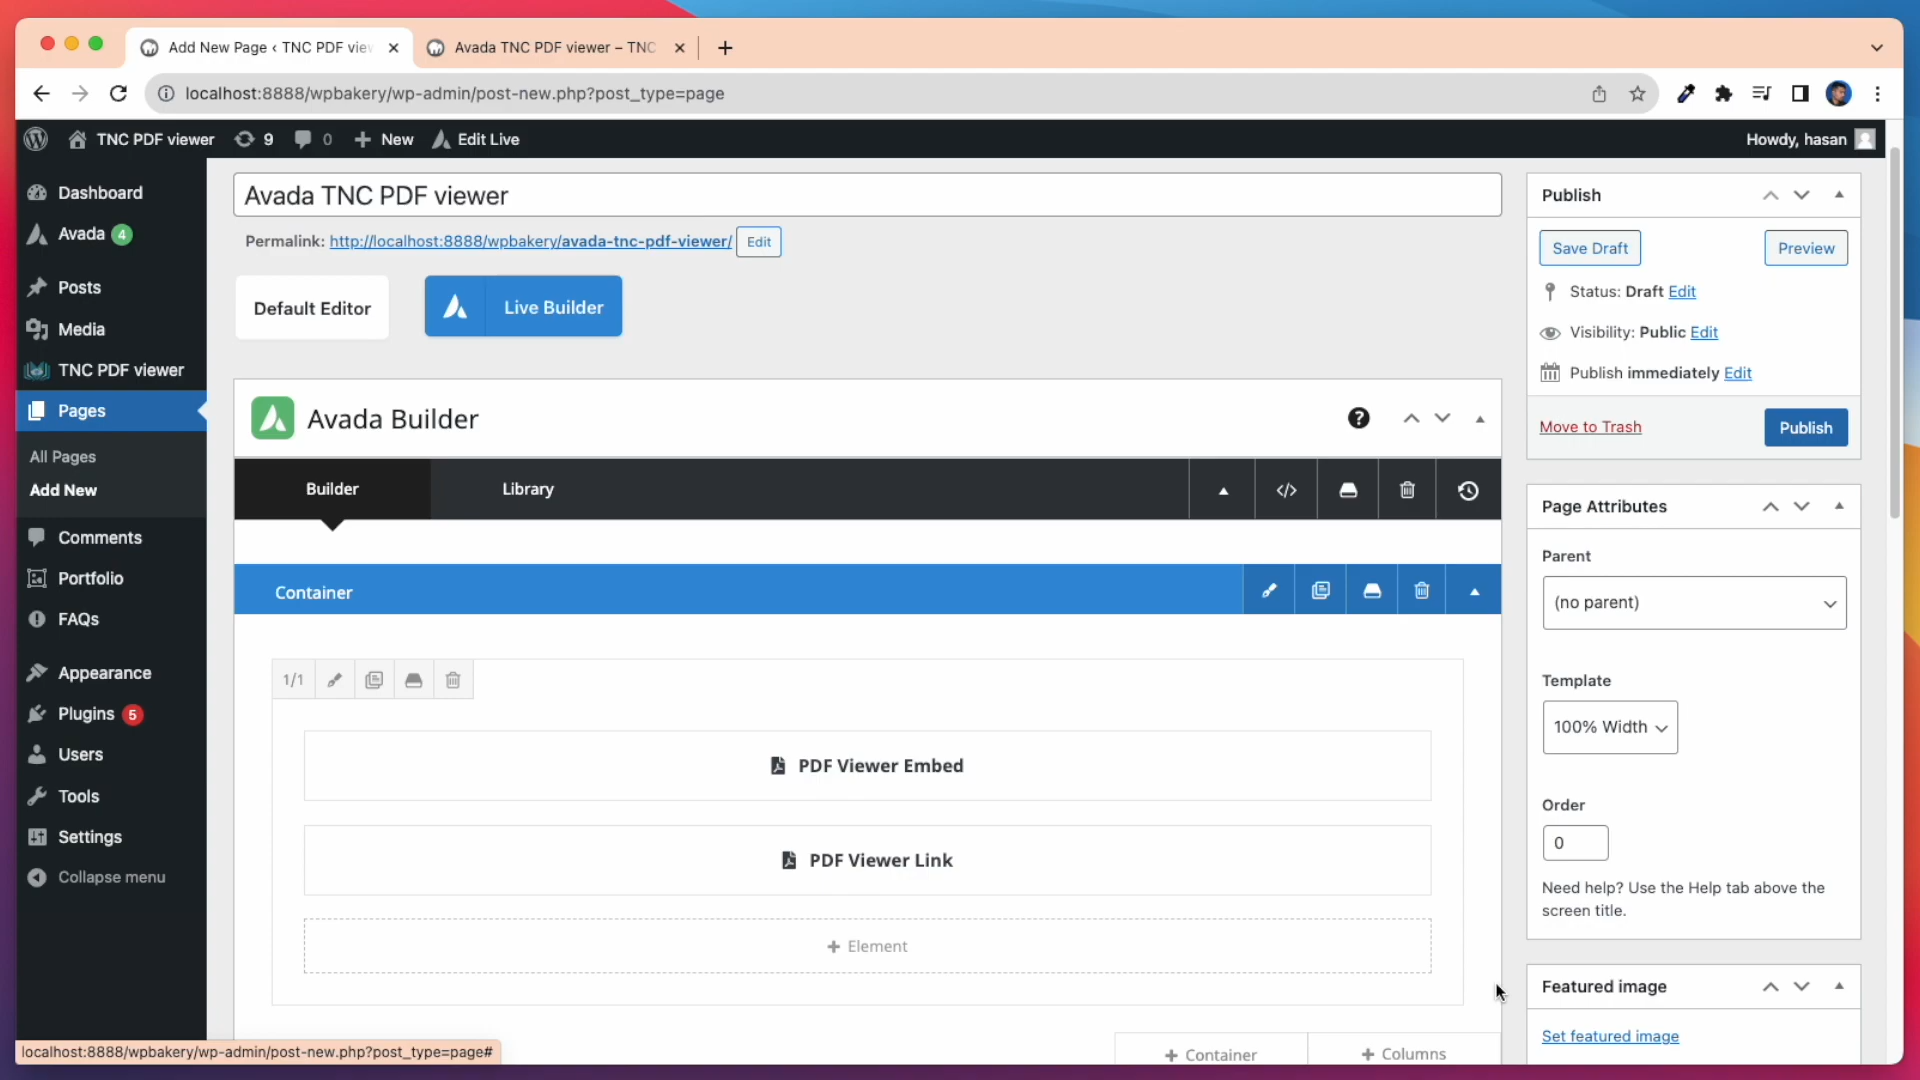 Add New Page ‹ TNC PDF view
Avada TNC PDF viewer – TNC
localhost:8888/wpbakery/wp-admin/post-new.php?post_type=page
TNC PDF viewer
9
0
New
Edit Live
Howdy, hasan
Dashboard
Avada 4
Posts
Media
TNC PDF viewer
Pages
All Pages
Add New
Comments
Portfolio
FAQs
Appearance
Plugins 5
Users
Tools
Settings
Collapse menu
Avada TNC PDF viewer
Permalink: http://localhost:8888/wpbakery/avada-tnc-pdf-viewer/ Edit
Default Editor
Live Builder
Avada Builder
?
Builder
Library
</>
Container
1/1
PDF Viewer Embed
PDF Viewer Link
+ Element
+ Container
+ Columns
Publish
Save Draft
Preview
Status: Draft Edit
Visibility: Public Edit
Publish immediately Edit
Move to Trash
Publish
Page Attributes
Parent
(no parent)
Template
100% Width
Order
0
Need help? Use the Help tab above the
screen title.
Featured image
Set featured image
localhost:8888/wpbakery/wp-admin/post-new.php?post_type=page#